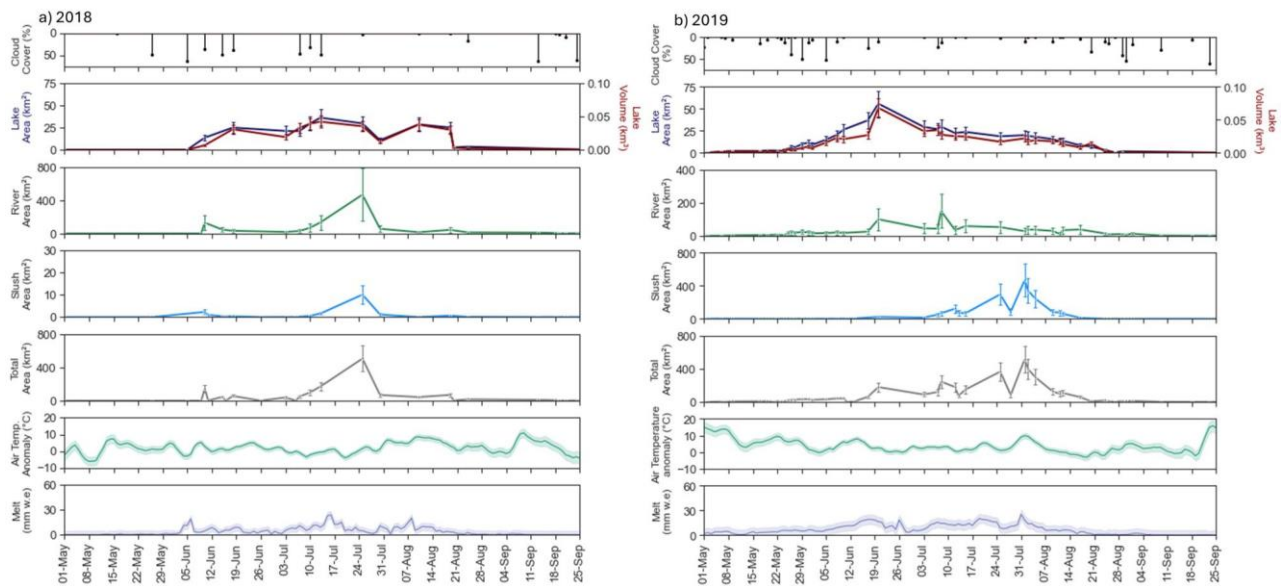 a) 2018
Cloud
Cover (%)
0
50
Lake
Area (km²)
75
50
25
0
0.10
0.05
0.00
Lake
Volume (km³)
River
Area (km²)
800
400
0
Slush
Area (km²)
30
20
10
0
Total
Area (km²)
800
400
0
Air Temp.
anomaly (°C)
20
10
0
−10
Melt
(mm w.e)
60
30
0
01-May
08-May
15-May
22-May
29-May
05-Jun
12-Jun
19-Jun
26-Jun
03-Jul
10-Jul
17-Jul
24-Jul
31-Jul
07-Aug
14-Aug
21-Aug
28-Aug
04-Sep
11-Sep
18-Sep
25-Sep
b) 2019
Cloud Cover
(%)
0
50
Lake
Area (km²)
75
50
25
0
0.10
0.05
0.00
Lake
Volume (km³)
River
Area (km²)
400
200
0
Slush
Area (km²)
800
400
0
Total
Area (km²)
800
400
0
Air Temperature
anomaly (°C)
20
10
0
−10
Melt
(mm w.e)
60
30
0
01-May
08-May
15-May
22-May
29-May
05-Jun
12-Jun
19-Jun
26-Jun
03-Jul
10-Jul
17-Jul
24-Jul
31-Jul
07-Aug
14-Aug
21-Aug
28-Aug
04-Sep
11-Sep
18-Sep
25-Sep